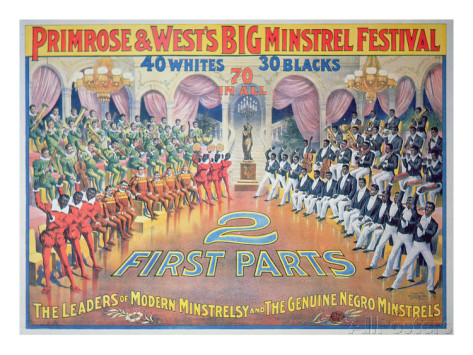 PRIMROSE & WEST'S BIG MINSTREL FESTIVAL
40 WHITES 30 BLACKS
70
IN ALL
2
FIRST PARTS
THE LEADERS OF MODERN MINSTRELSY AND THE GENUINE NEGRO MINSTRELS
AllPosters